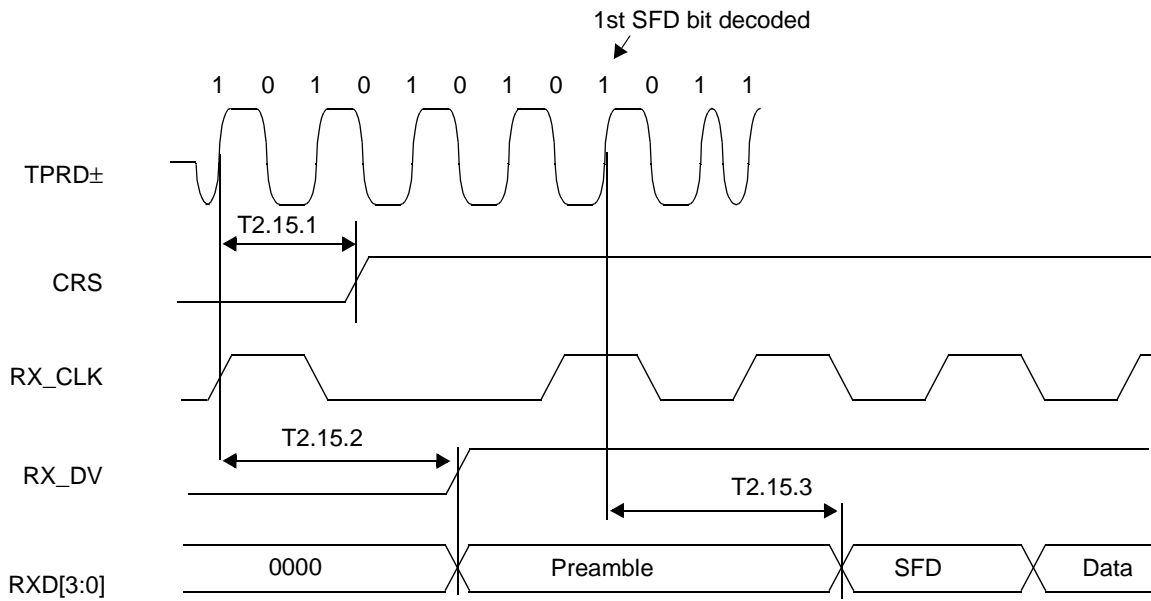 1st SFD bit decoded
1 0 1 0 1 0 1 0 1 0 1 1
TPRD±
T2.15.1
CRS
RX_CLK
T2.15.2
RX_DV
T2.15.3
0000 Preamble SFD Data
RXD[3:0]